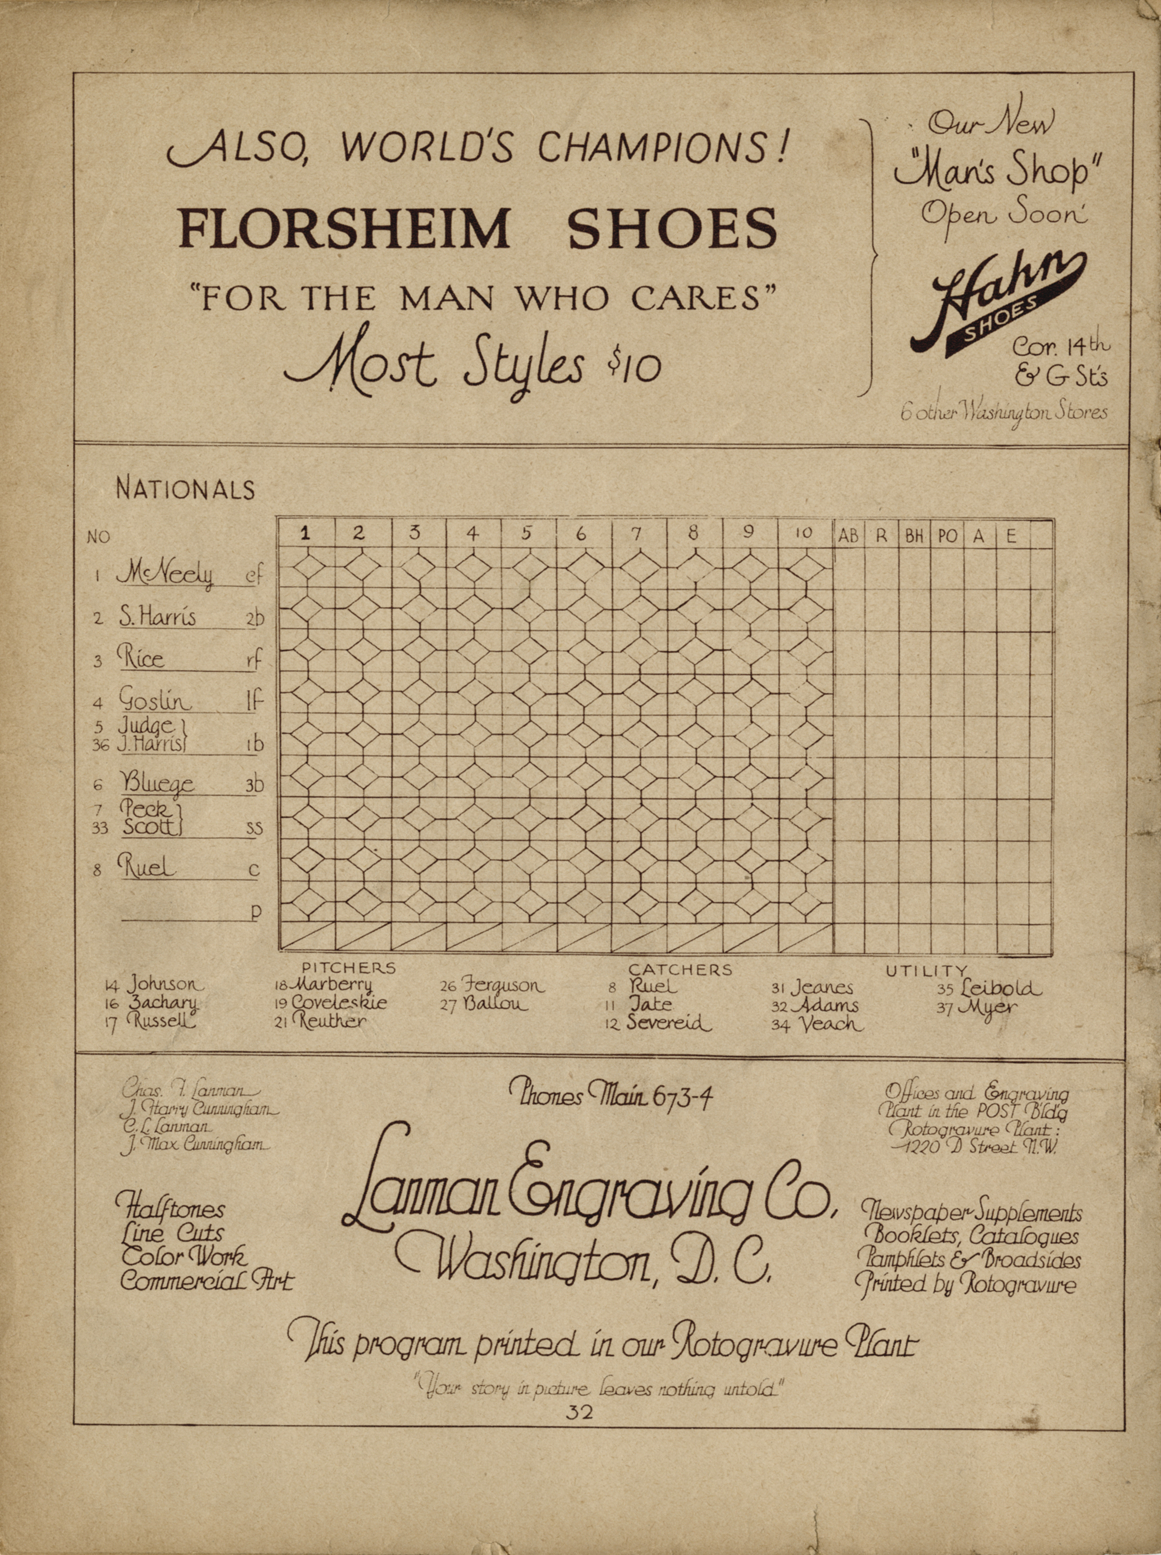 ALSO, WORLD'S CHAMPIONS!
FLORSHEIM SHOES
"FOR THE MAN WHO CARES"
Most Styles $10
Our New
"Man's Shop"
Open Soon
Hahn
SHOES
Cor. 14th
& G St's
6 other Washington Stores
NATIONALS
NO 1 2 3 4 5 6 7 8 9 10 AB R BH PO A E
1 McNeely cf
2 S. Harris 2b
3 Rice rf
4 Goslin lf
5 Judge
36 J. Harris 1b
6 Bluege 3b
7 Peck
33 Scott ss
8 Ruel c
p
PITCHERS
14 Johnson 18 Marberry 26 Ferguson
16 Zachary 19 Coveleskie 27 Ballou
17 Russell 21 Reuther
CATCHERS
8 Ruel
11 Tate
12 Severeid
UTILITY
31 Jeanes 35 Leibold
32 Adams 37 Myer
34 Veach
Chas. F. Lanman
J. Harry Cunningham
C. L. Lanman
J. Max Cunningham
Phones Main 673-4
Offices and Engraving
Plant in the POST Bld'g
Rotogravure Plant:
1220 D Street N.W.
Lanman Engraving Co.
Washington, D. C.
Halftones
Line Cuts
Color Work
Commercial Art
Newspaper Supplements
Booklets, Catalogues
Pamphlets & Broadsides
Printed by Rotogravure
This program printed in our Rotogravure Plant
"Your story in picture leaves nothing untold."
32